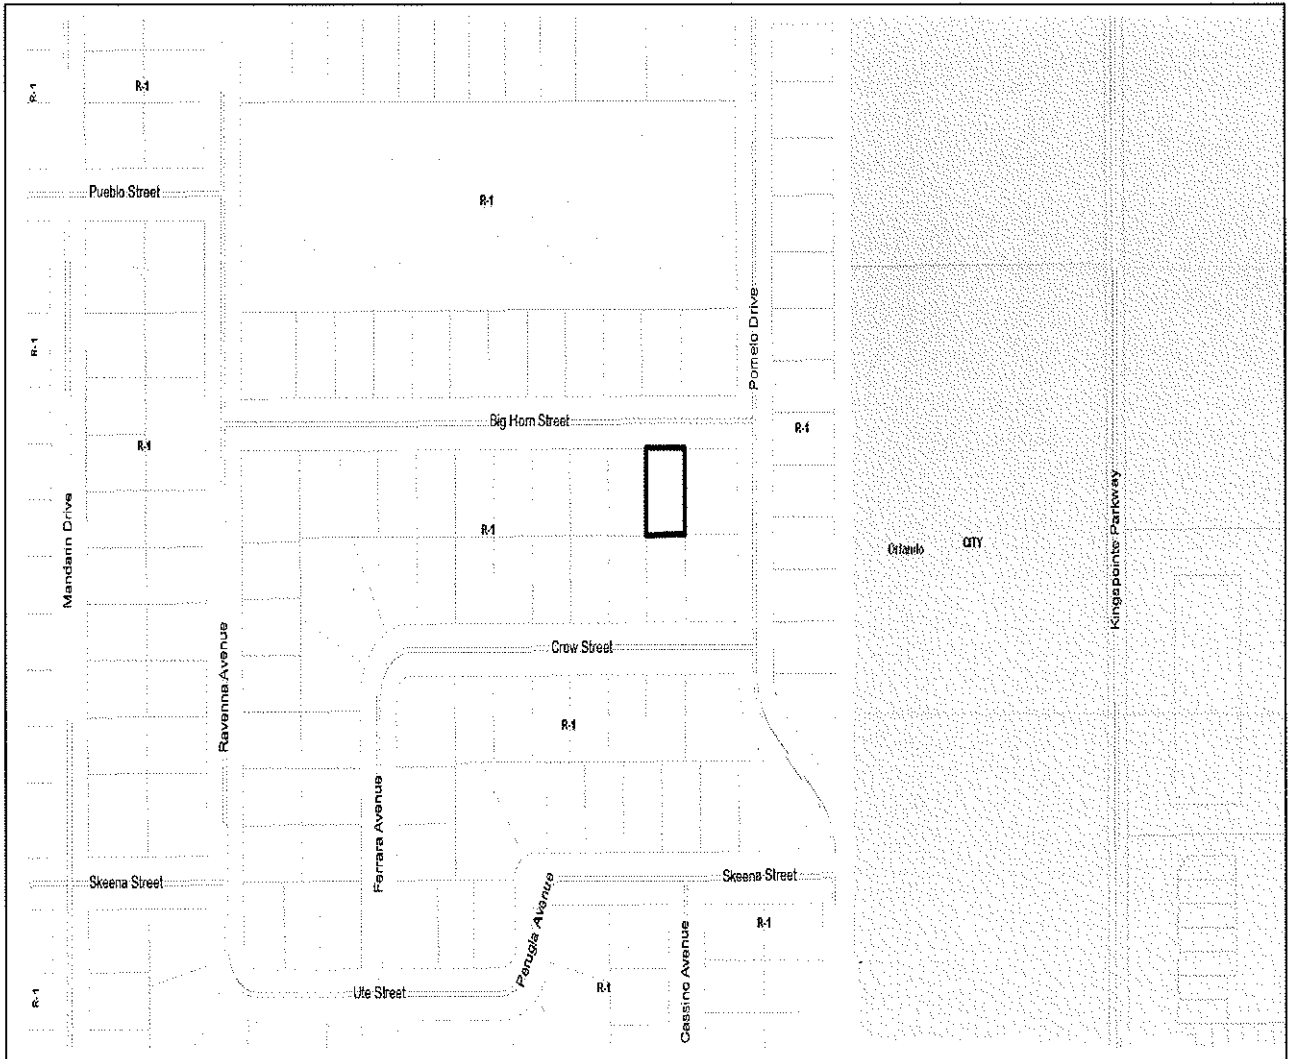 R-1
R-1
Pueblo Street
R-1
Pomelo Drive
R-1
Big Horn Street
R-1
R-1
Mandarin Drive
R-1
Kingspointe Parkway
Orlando
CITY
Ravenna Avenue
Crow Street
R-1
Ferrara Avenue
Skeena Street
Skeena Street
Perugia Avenue
Cassino Avenue
R-1
R-1
R-1
Ute Street